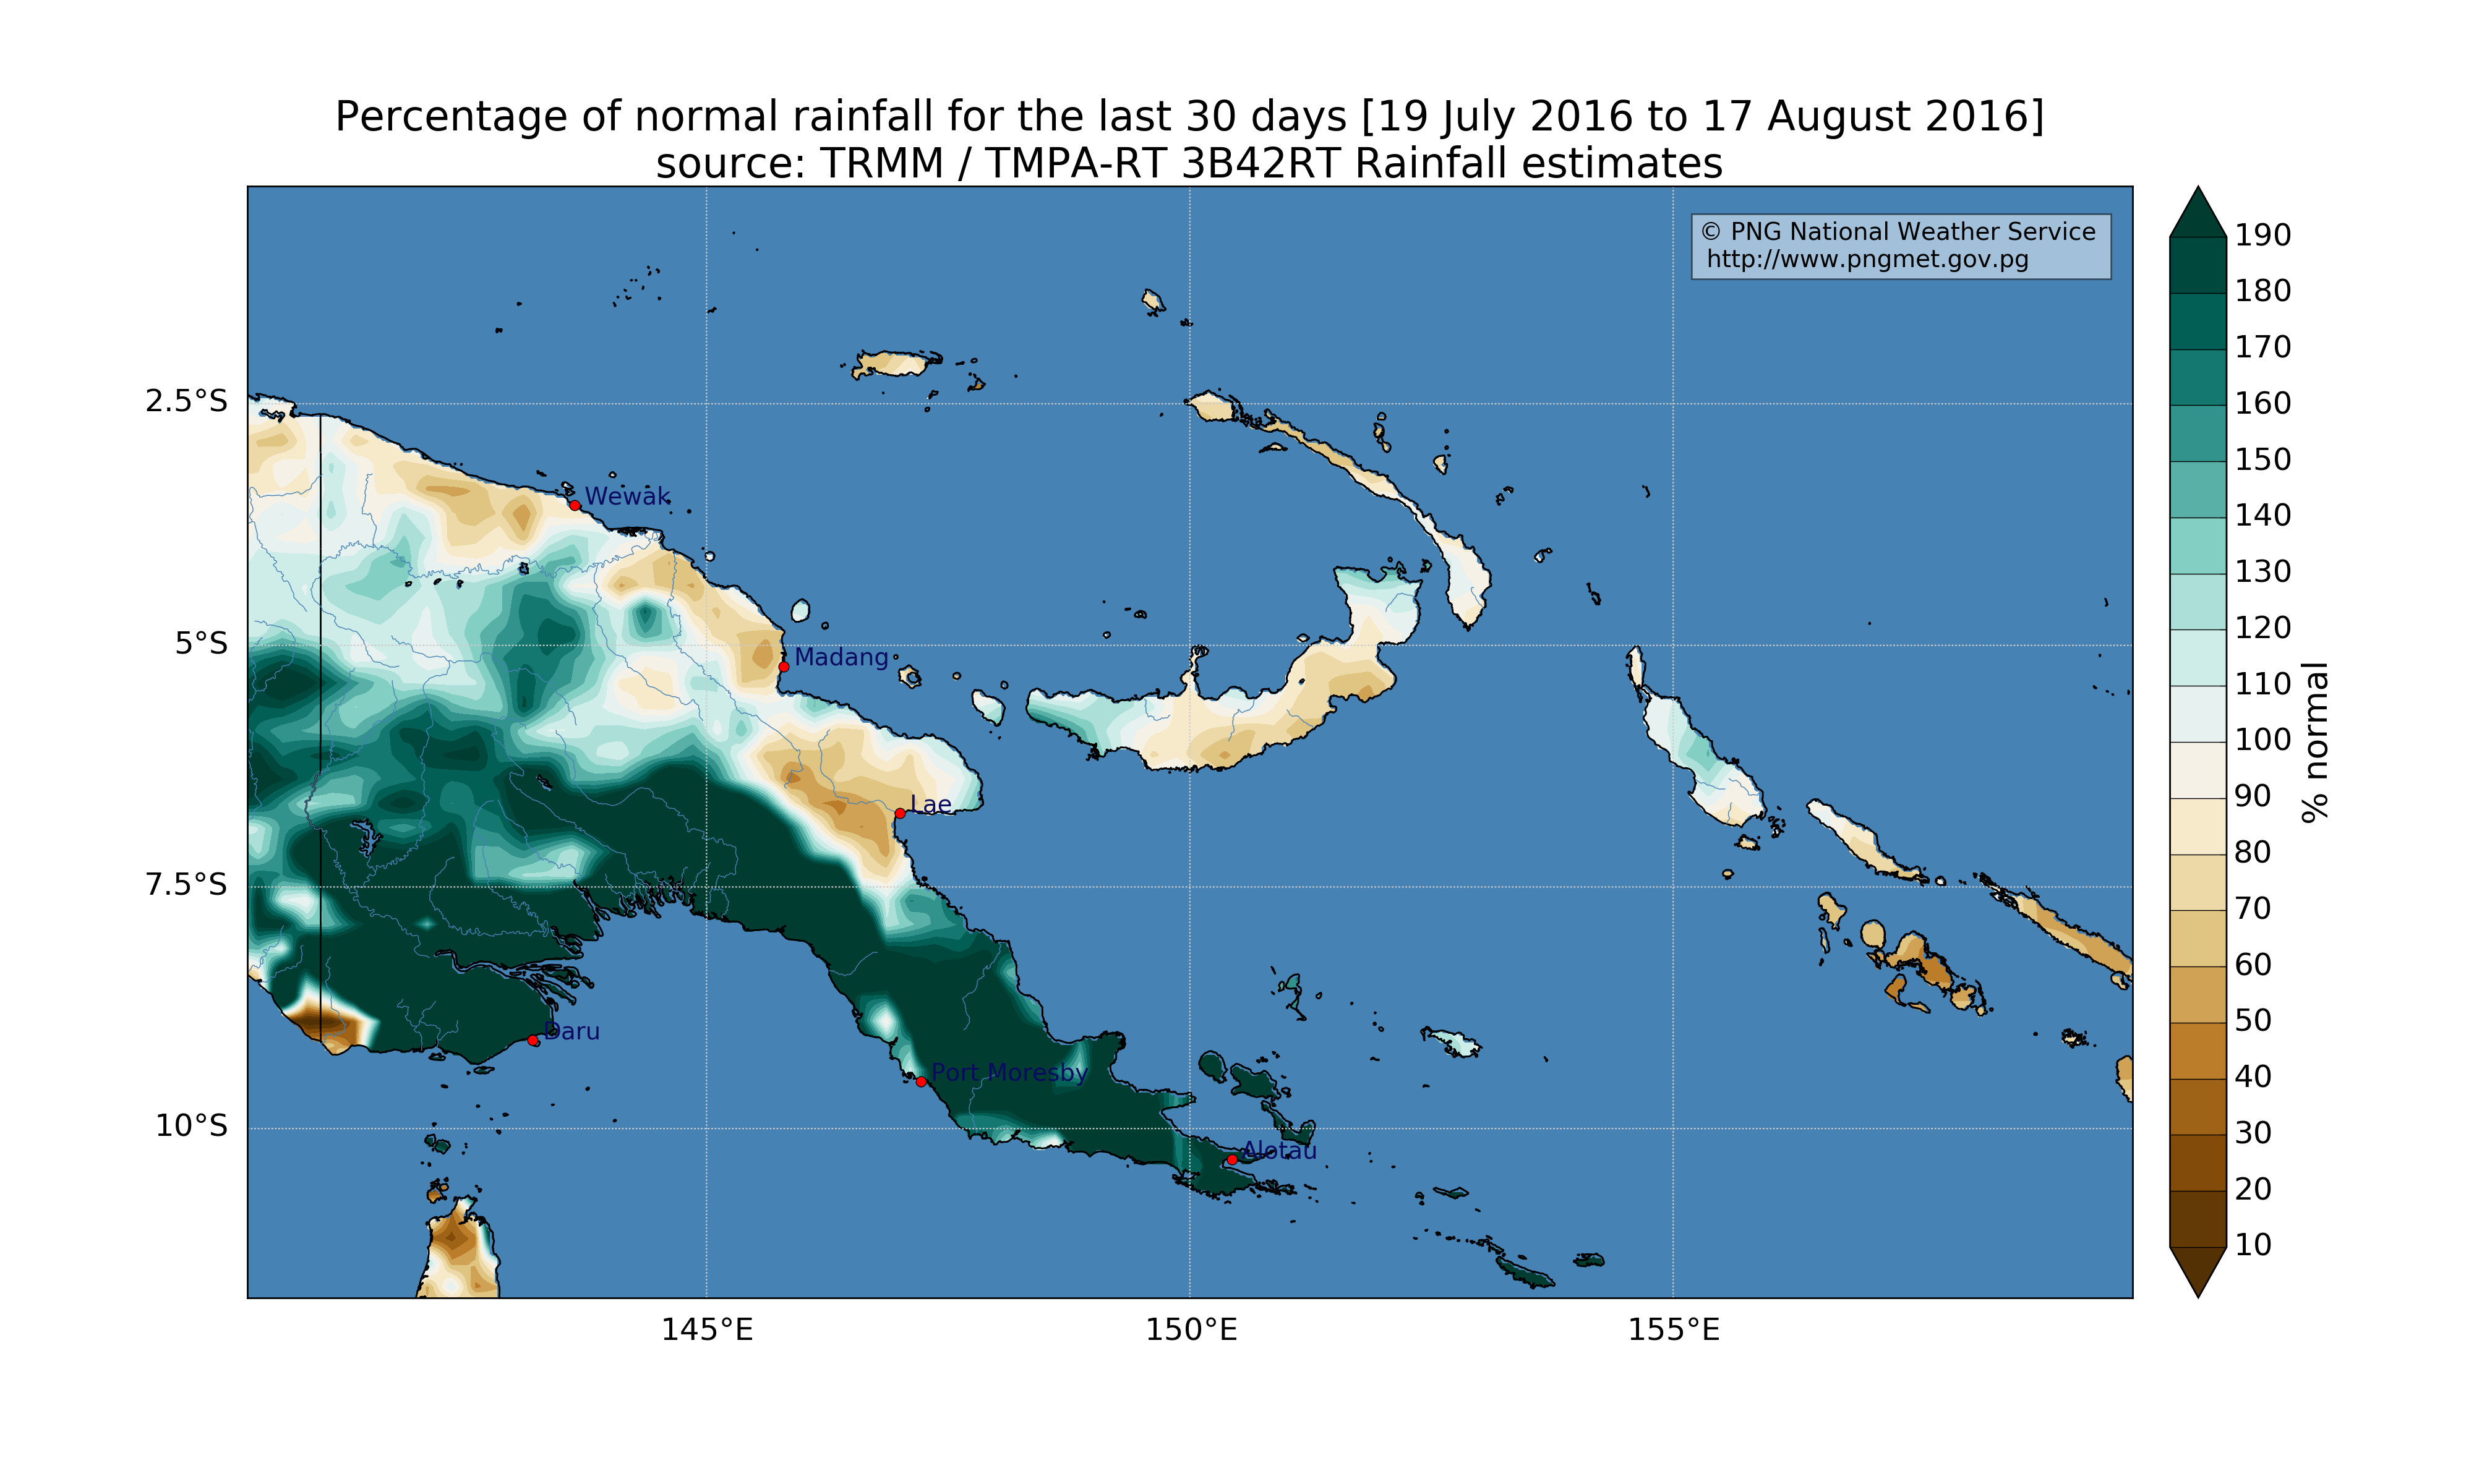 Percentage of normal rainfall for the last 30 days [19 July 2016 to 17 August 2016]
source: TRMM / TMPA-RT 3B42RT Rainfall estimates
© PNG National Weather Service
http://www.pngmet.gov.pg
2.5°S
5°S
7.5°S
10°S
145°E
150°E
155°E
Wewak
Madang
Lae
Daru
Port Moresby
Alotau
190
180
170
160
150
140
130
120
110
100
90
80
70
60
50
40
30
20
10
% normal